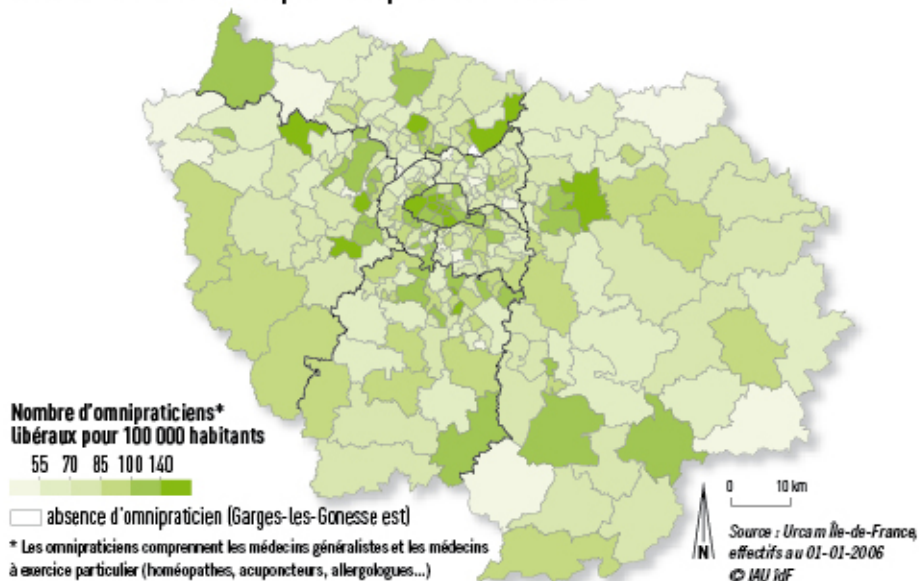 Nombre d'omnipraticiens*
libéraux pour 100 000 habitants
55 70 85 100 140
absence d'omnipraticien (Garges-les-Gonesse est)
* Les omnipraticiens comprennent les médecins généralistes et les médecins
à exercice particulier (homéopathes, acuponcteurs, allergologues...)
N
0 10 km
Source : Urcam Île-de-France,
effectifs au 01-01-2006
© IAU îdF